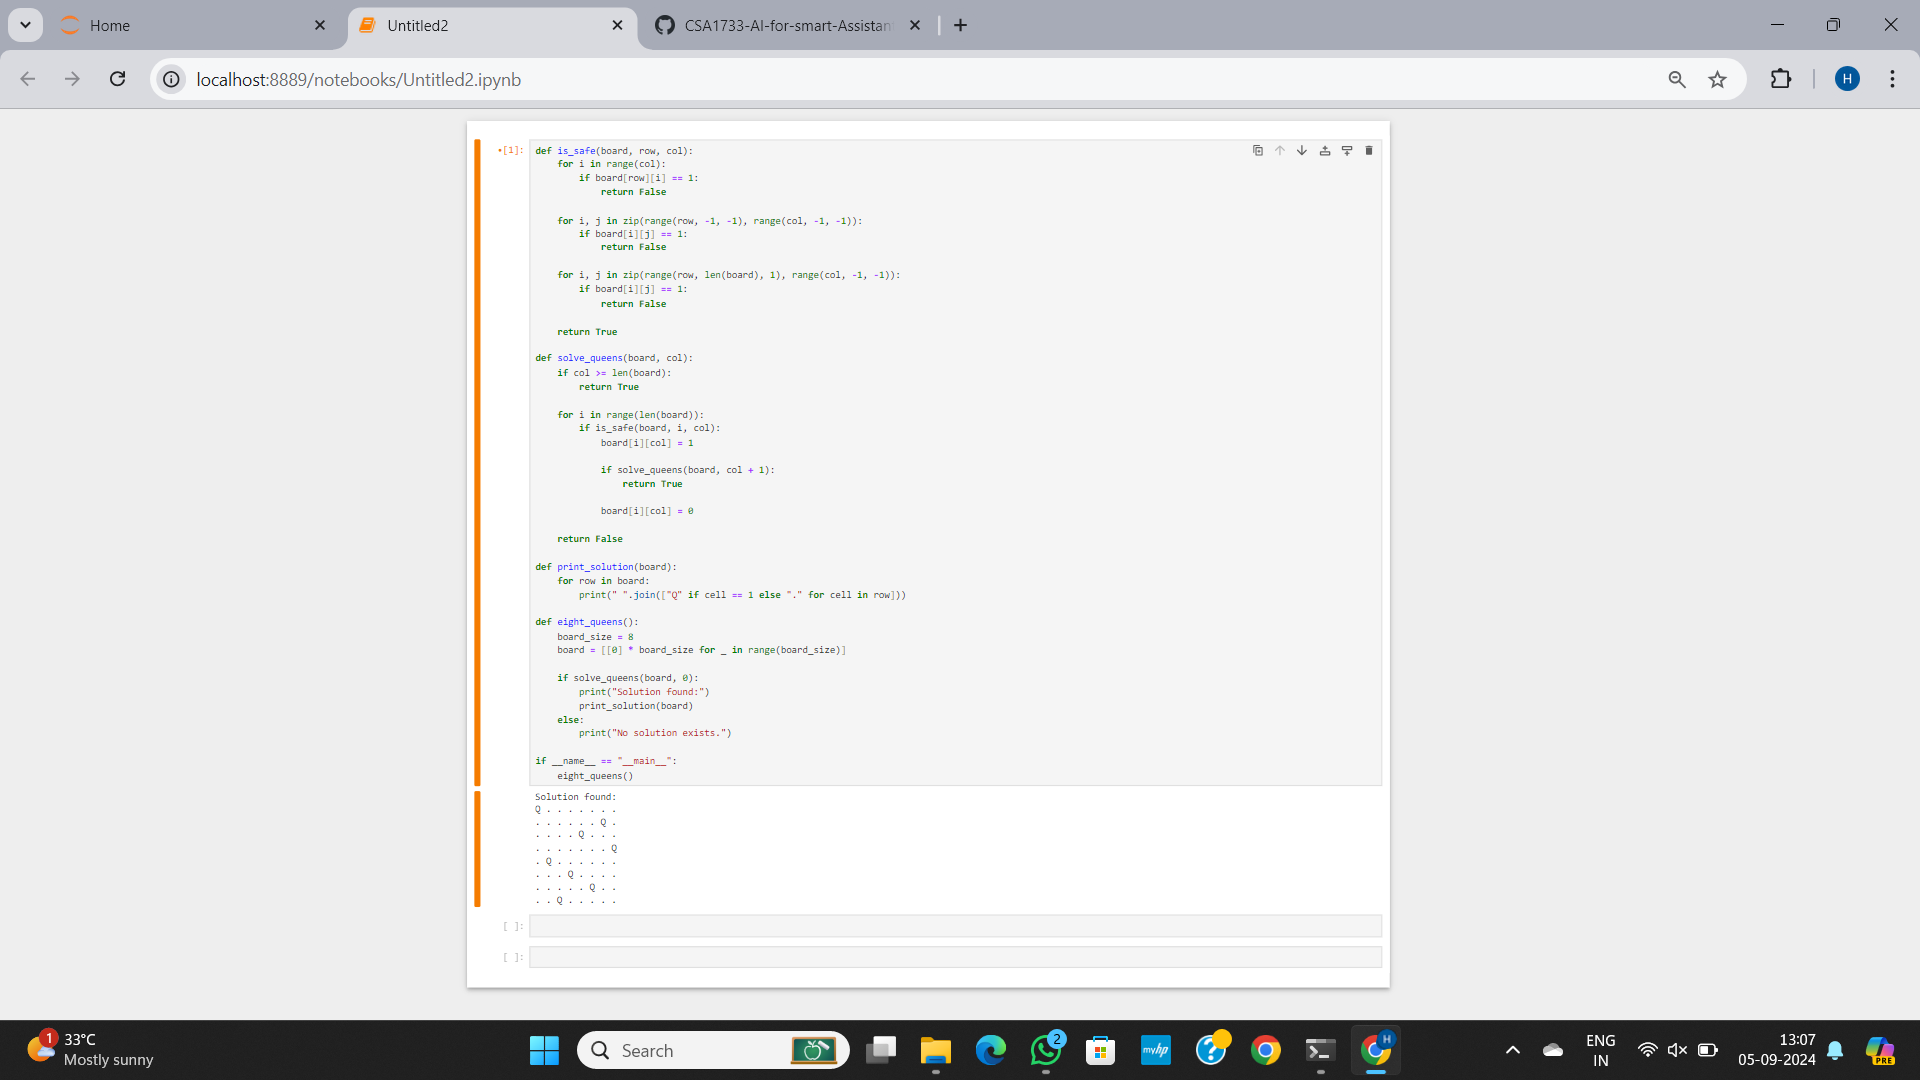 Home
Untitled2
CSA1733-AI-for-smart-Assistan
localhost:8889/notebooks/Untitled2.ipynb
H
•[1]:
def is_safe(board, row, col):
    for i in range(col):
        if board[row][i] == 1:
            return False

    for i, j in zip(range(row, -1, -1), range(col, -1, -1)):
        if board[i][j] == 1:
            return False

    for i, j in zip(range(row, len(board), 1), range(col, -1, -1)):
        if board[i][j] == 1:
            return False

    return True

def solve_queens(board, col):
    if col >= len(board):
        return True

    for i in range(len(board)):
        if is_safe(board, i, col):
            board[i][col] = 1

            if solve_queens(board, col + 1):
                return True

            board[i][col] = 0

    return False

def print_solution(board):
    for row in board:
        print(" ".join(["Q" if cell == 1 else "." for cell in row]))

def eight_queens():
    board_size = 8
    board = [[0] * board_size for _ in range(board_size)]

    if solve_queens(board, 0):
        print("Solution found:")
        print_solution(board)
    else:
        print("No solution exists.")

if __name__ == "__main__":
    eight_queens()
Solution found:
Q . . . . . . .
. . . . . . Q .
. . . . Q . . .
. . . . . . . Q
. Q . . . . . .
. . . Q . . . .
. . . . . Q . .
. . Q . . . . .
[ ]:
[ ]:
1
33°C
Mostly sunny
Search
2
myhp
H
ENG
IN
13:07
05-09-2024
PRE